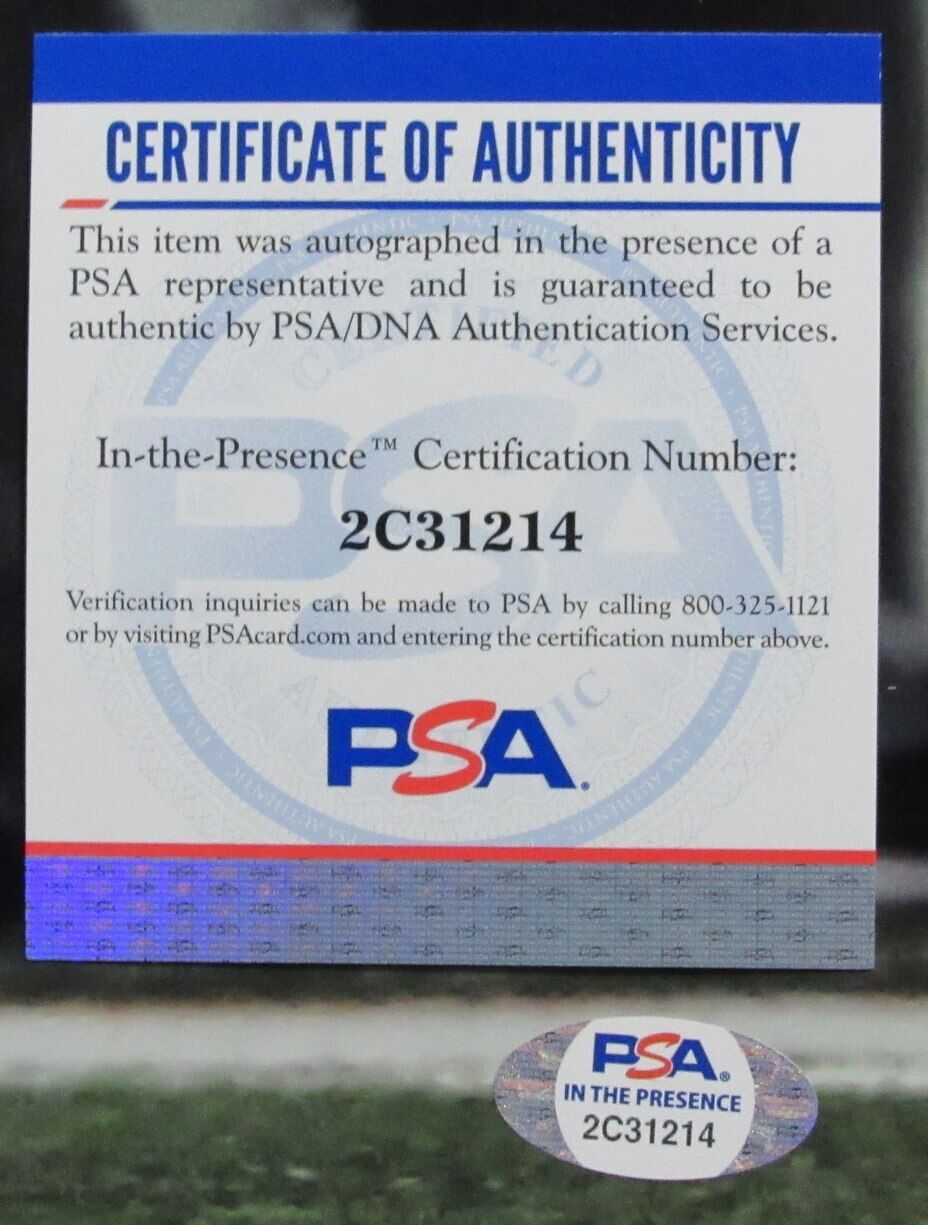 CERTIFICATE OF AUTHENTICITY
This item was autographed in the presence of a
PSA representative and is guaranteed to be
authentic by PSA/DNA Authentication Services.
In-the-Presence™ Certification Number:
2C31214
Verification inquiries can be made to PSA by calling 800-325-1121
or by visiting PSAcard.com and entering the certification number above.
PSA®
PSA®
IN THE PRESENCE
2C31214